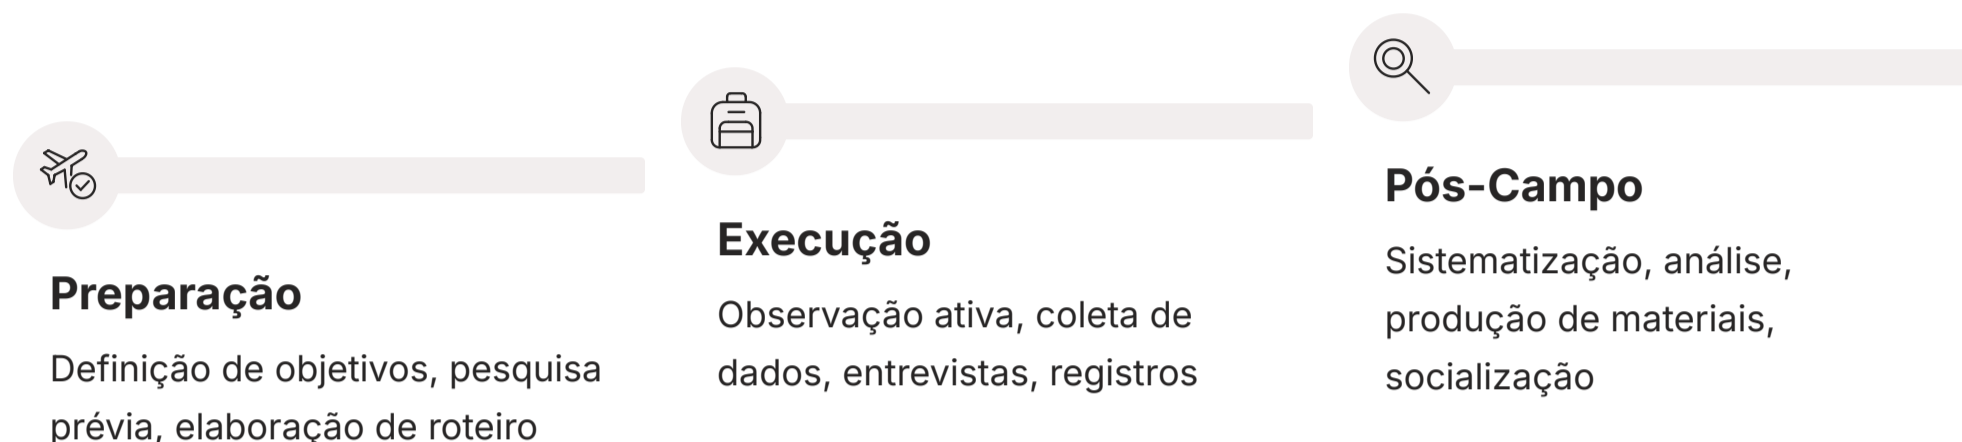 Preparação
Definição de objetivos, pesquisa
prévia, elaboração de roteiro
Execução
Observação ativa, coleta de
dados, entrevistas, registros
Pós-Campo
Sistematização, análise,
produção de materiais,
socialização